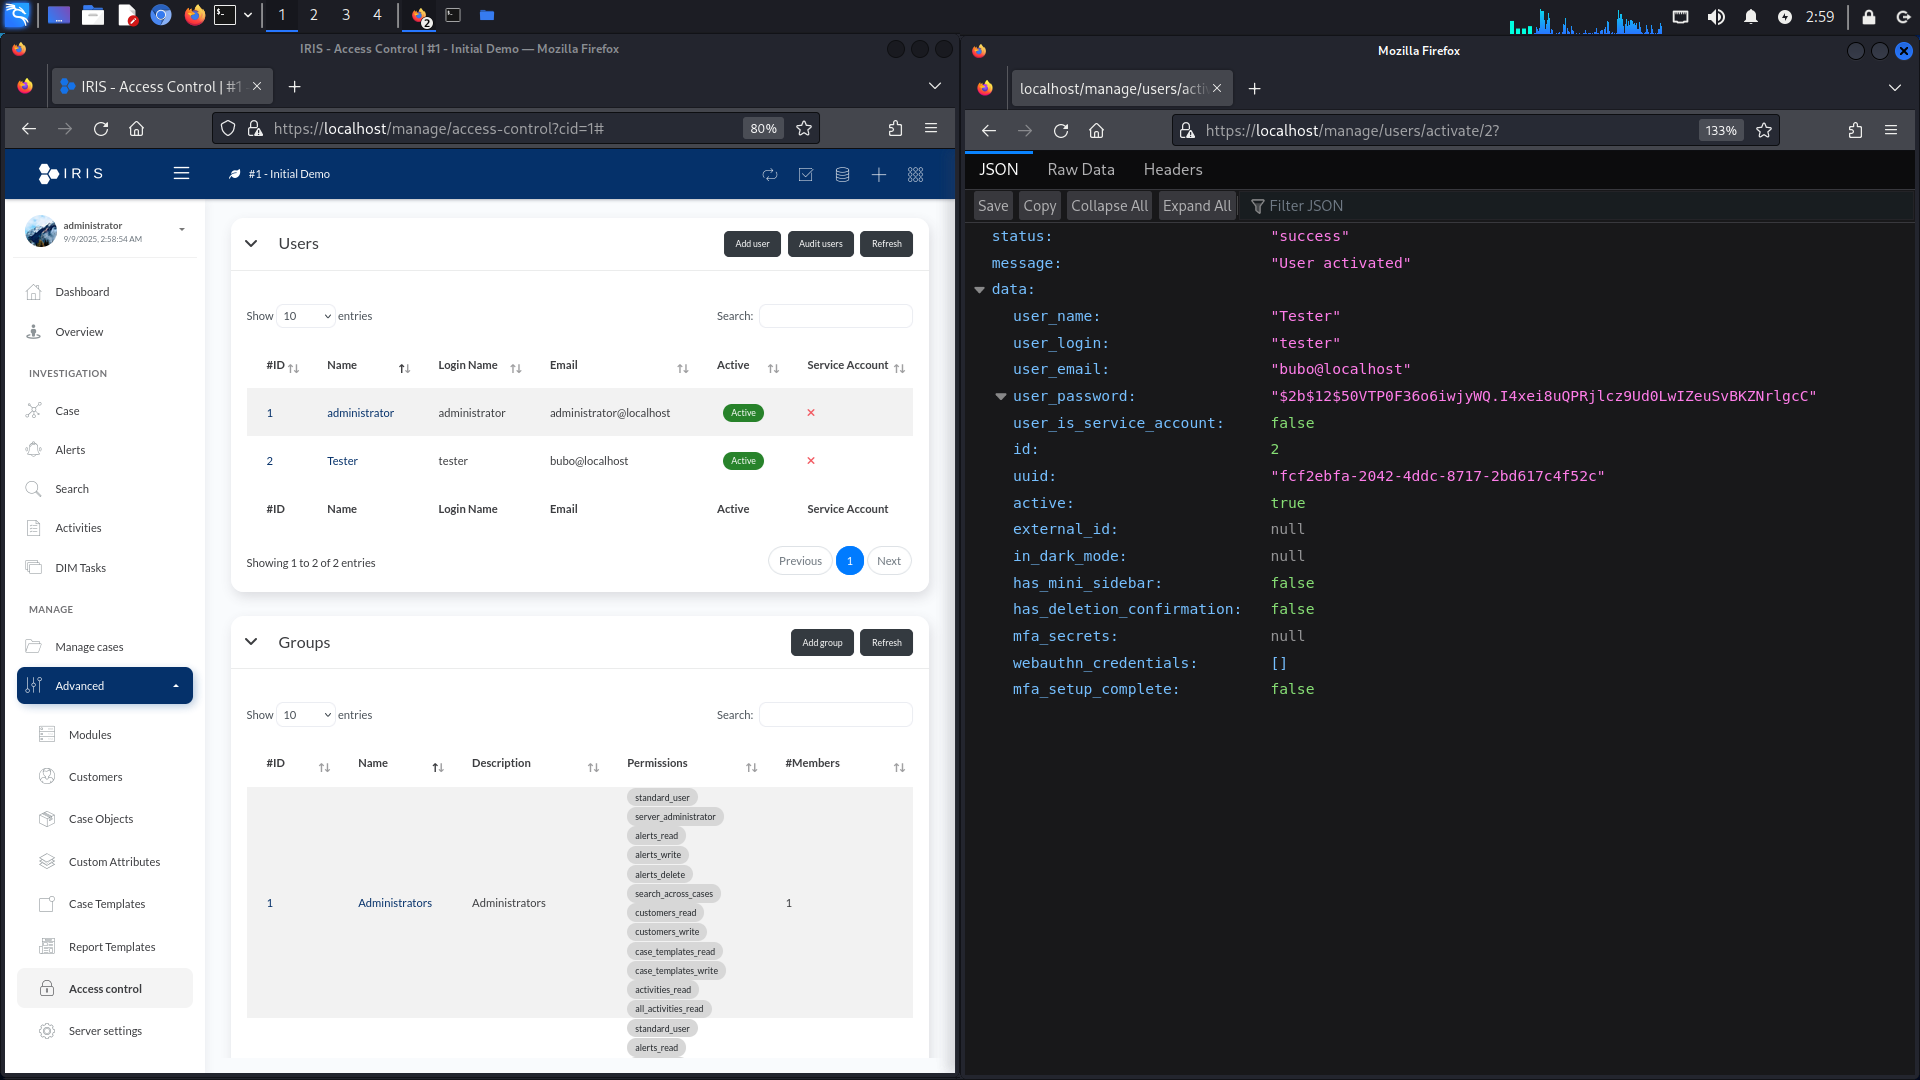 1 2 3 4 2 2:59
IRIS - Access Control | #1 - Initial Demo — Mozilla Firefox
IRIS - Access Control | #1
https://localhost/manage/access-control?cid=1# 80%
IRIS
#1 - Initial Demo
administrator
9/9/2025, 2:58:54 AM
Dashboard
Overview
INVESTIGATION
Case
Alerts
Search
Activities
DIM Tasks
MANAGE
Manage cases
Advanced
Modules
Customers
Case Objects
Custom Attributes
Case Templates
Report Templates
Access control
Server settings
Users Add user Audit users Refresh
Show 10 entries Search:
#ID Name Login Name Email Active Service Account
1 administrator administrator administrator@localhost Active
2 Tester tester bubo@localhost Active
#ID Name Login Name Email Active Service Account
Showing 1 to 2 of 2 entries Previous 1 Next
Groups Add group Refresh
Show 10 entries Search:
#ID Name Description Permissions #Members
standard_user
server_administrator
alerts_read
alerts_write
alerts_delete
search_across_cases
1 Administrators Administrators 1
customers_read
customers_write
case_templates_read
case_templates_write
activities_read
all_activities_read
standard_user
alerts_read
Mozilla Firefox
localhost/manage/users/acti
https://localhost/manage/users/activate/2? 133%
JSON Raw Data Headers
Save Copy Collapse All Expand All Filter JSON
status: "success"
message: "User activated"
data:
user_name: "Tester"
user_login: "tester"
user_email: "bubo@localhost"
user_password: "$2b$12$50VTP0F36o6iwjyWQ.I4xei8uQPRjlcz9Ud0LwIZeuSvBKZNrlgcC"
user_is_service_account: false
id: 2
uuid: "fcf2ebfa-2042-4ddc-8717-2bd617c4f52c"
active: true
external_id: null
in_dark_mode: null
has_mini_sidebar: false
has_deletion_confirmation: false
mfa_secrets: null
webauthn_credentials: []
mfa_setup_complete: false